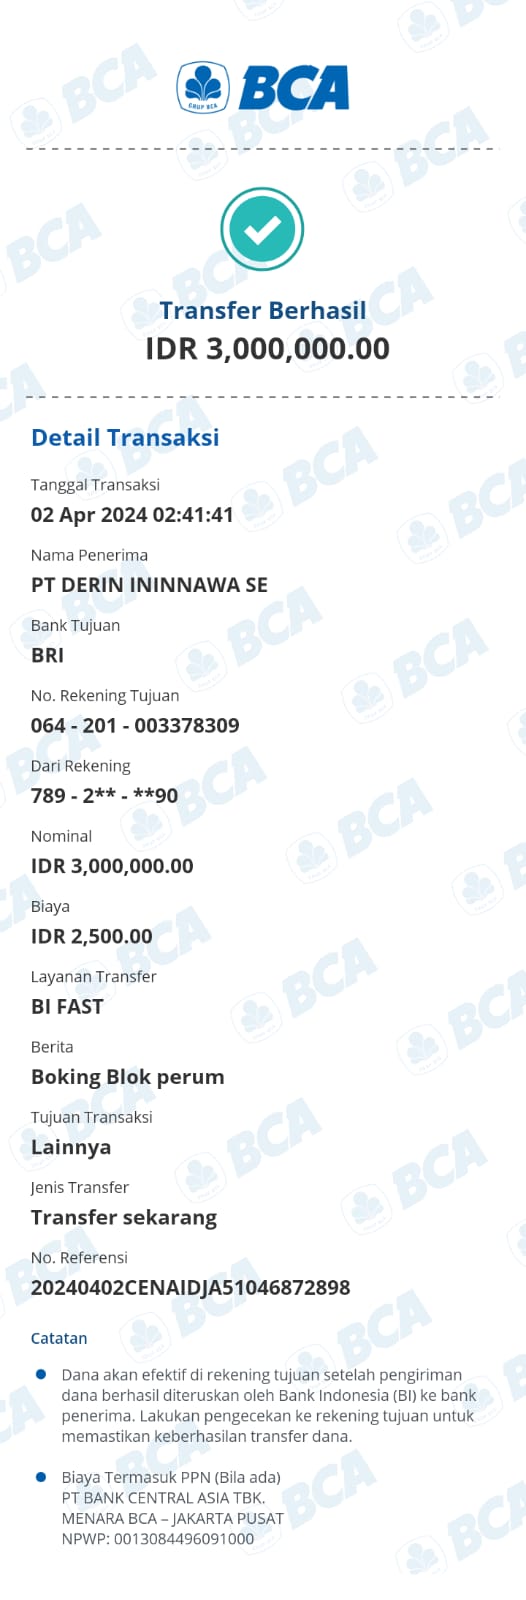 GRUP BCA
BCA
Transfer Berhasil
IDR 3,000,000.00
Detail Transaksi
Tanggal Transaksi
02 Apr 2024 02:41:41
Nama Penerima
PT DERIN ININNAWA SE
Bank Tujuan
BRI
No. Rekening Tujuan
064 - 201 - 003378309
Dari Rekening
789 - 2** - **90
Nominal
IDR 3,000,000.00
Biaya
IDR 2,500.00
Layanan Transfer
BI FAST
Berita
Boking Blok perum
Tujuan Transaksi
Lainnya
Jenis Transfer
Transfer sekarang
No. Referensi
20240402CENAIDJA51046872898
Catatan
Dana akan efektif di rekening tujuan setelah pengiriman
dana berhasil diteruskan oleh Bank Indonesia (BI) ke bank
penerima. Lakukan pengecekan ke rekening tujuan untuk
memastikan keberhasilan transfer dana.
Biaya Termasuk PPN (Bila ada)
PT BANK CENTRAL ASIA TBK.
MENARA BCA – JAKARTA PUSAT
NPWP: 0013084496091000